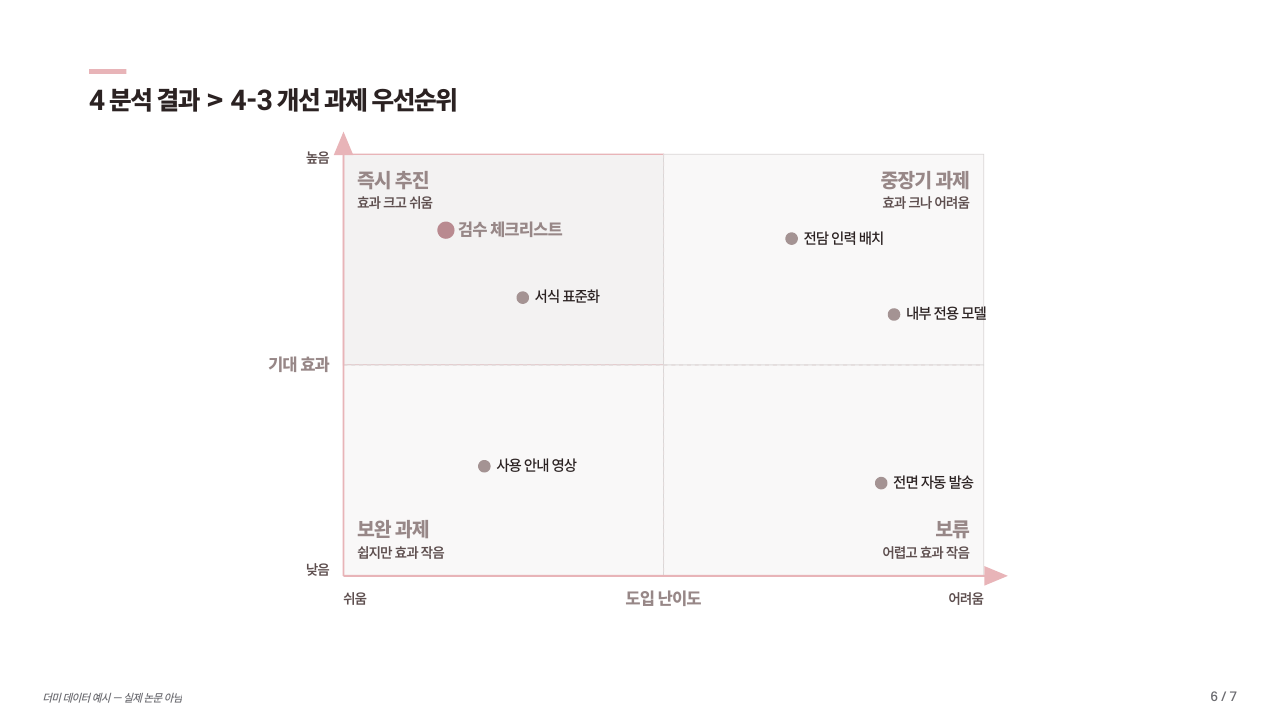 4 분석 결과 > 4-3 개선 과제 우선순위
높음
즉시 추진
효과 크고 쉬움
중장기 과제
효과 크나 어려움
검수 체크리스트
전담 인력 배치
서식 표준화
내부 전용 모델
기대 효과
사용 안내 영상
전면 자동 발송
보완 과제
쉽지만 효과 작음
보류
어렵고 효과 작음
낮음
쉬움
도입 난이도
어려움
더미 데이터 예시 — 실제 논문 아님
6 / 7